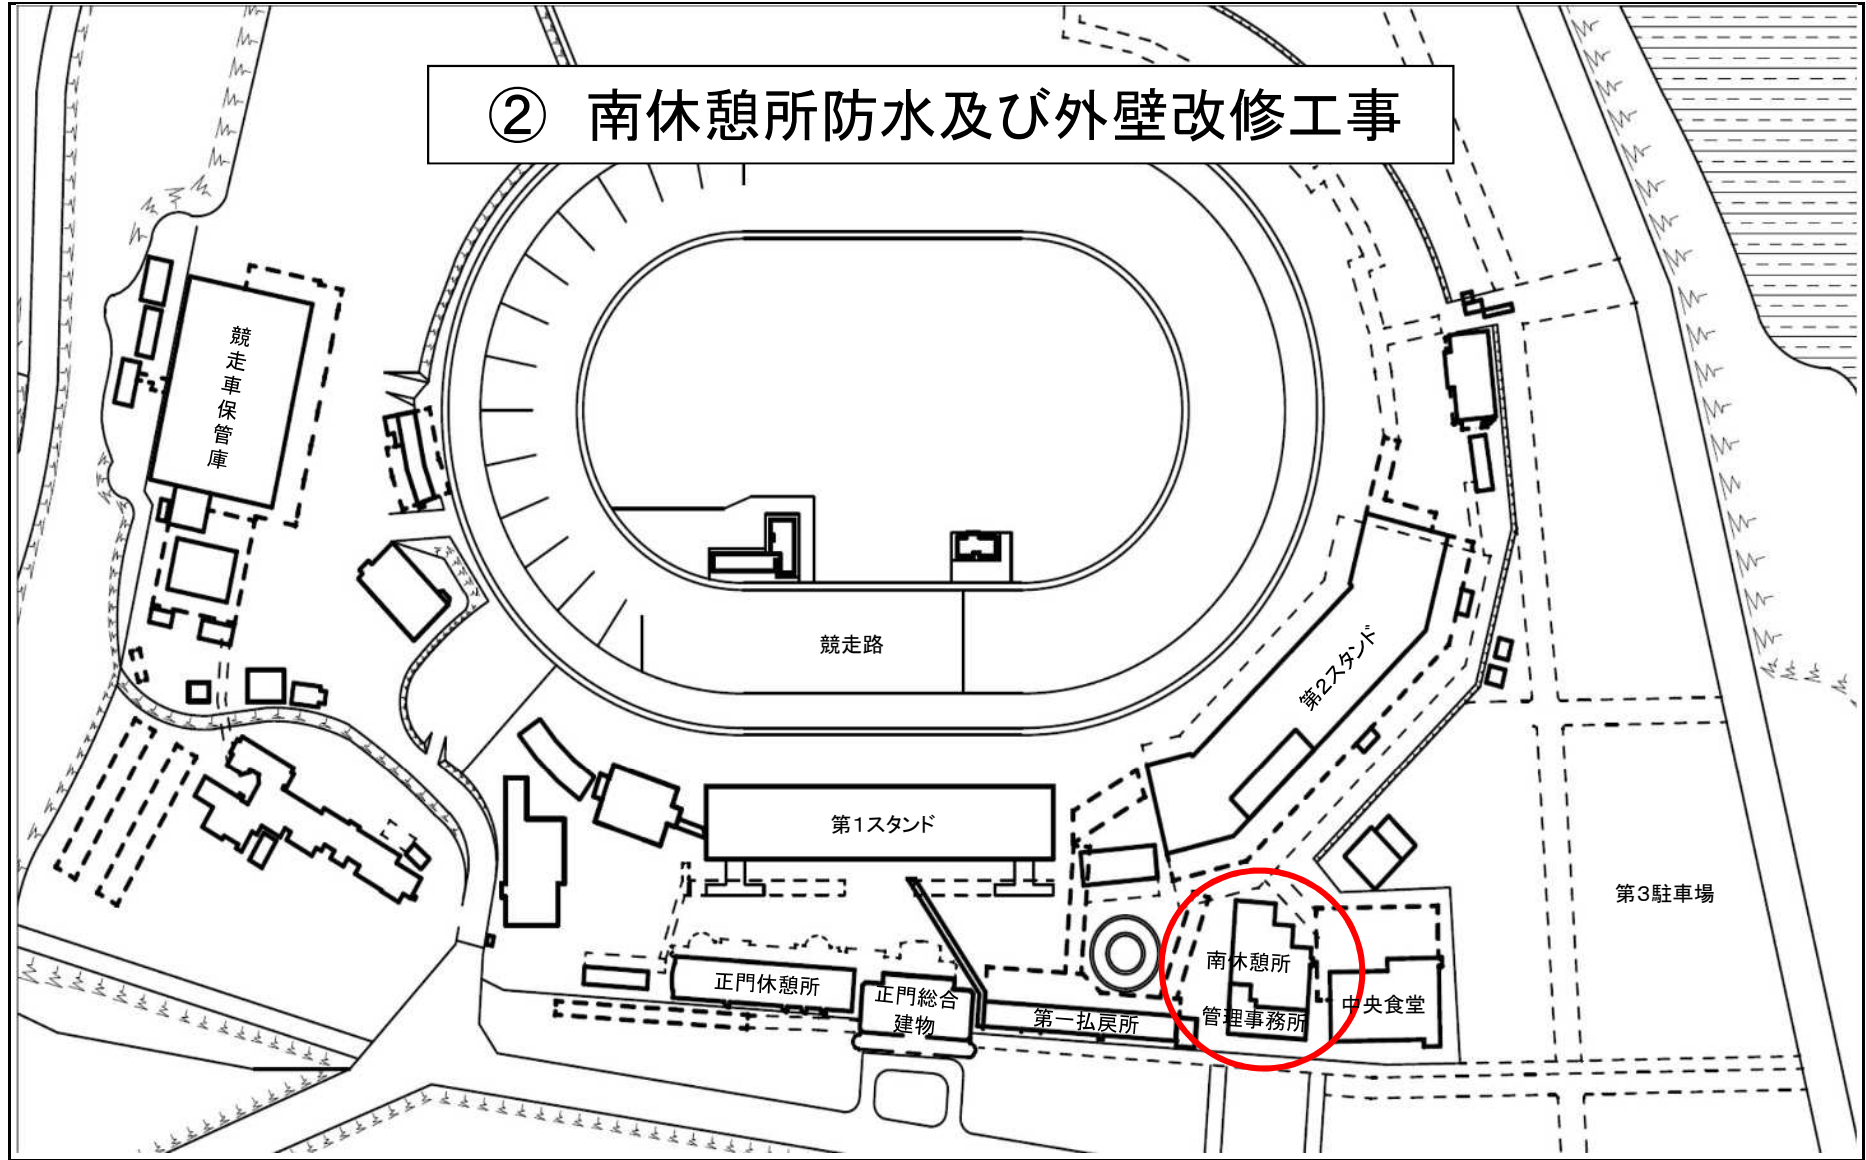 ② 南休憩所防水及び外壁改修工事
競走車保管庫
競走路
第2スタンド
第1スタンド
第3駐車場
南休憩所
正門休憩所
正門総合
建物
第一払戻所
管理事務所
中央食堂